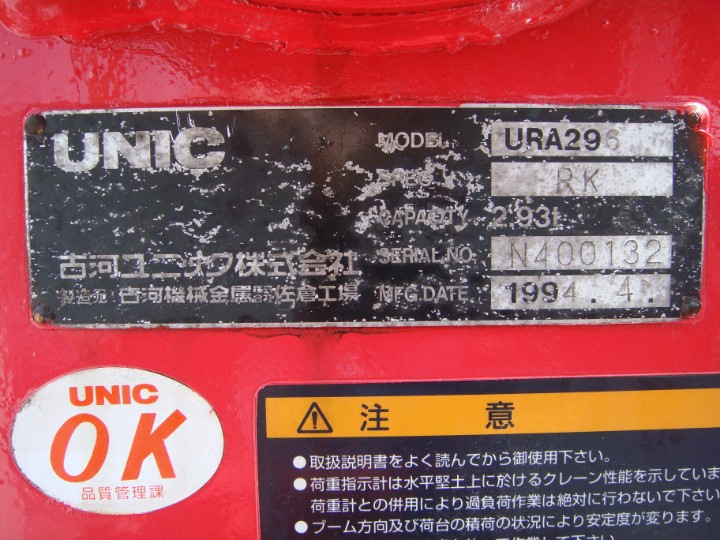 UNIC
MODEL URA296
SPEC. RK
CAPACITY 2.93t
古河ユニック株式会社 SERIAL NO. N400132
製造元 古河機械金属株式会社佐倉工場 MFG.DATE 1994.4.
UNIC
OK
品質管理課
注意
●取扱説明書をよく読んでから御使用下さい。
●荷重指示計は水平堅土上に於けるクレーン性能を示していま
荷重計との併用により過負荷作業は絶対に行わないで下さい
●ブーム方向及び荷台の積荷の状況により安定度が変ります。